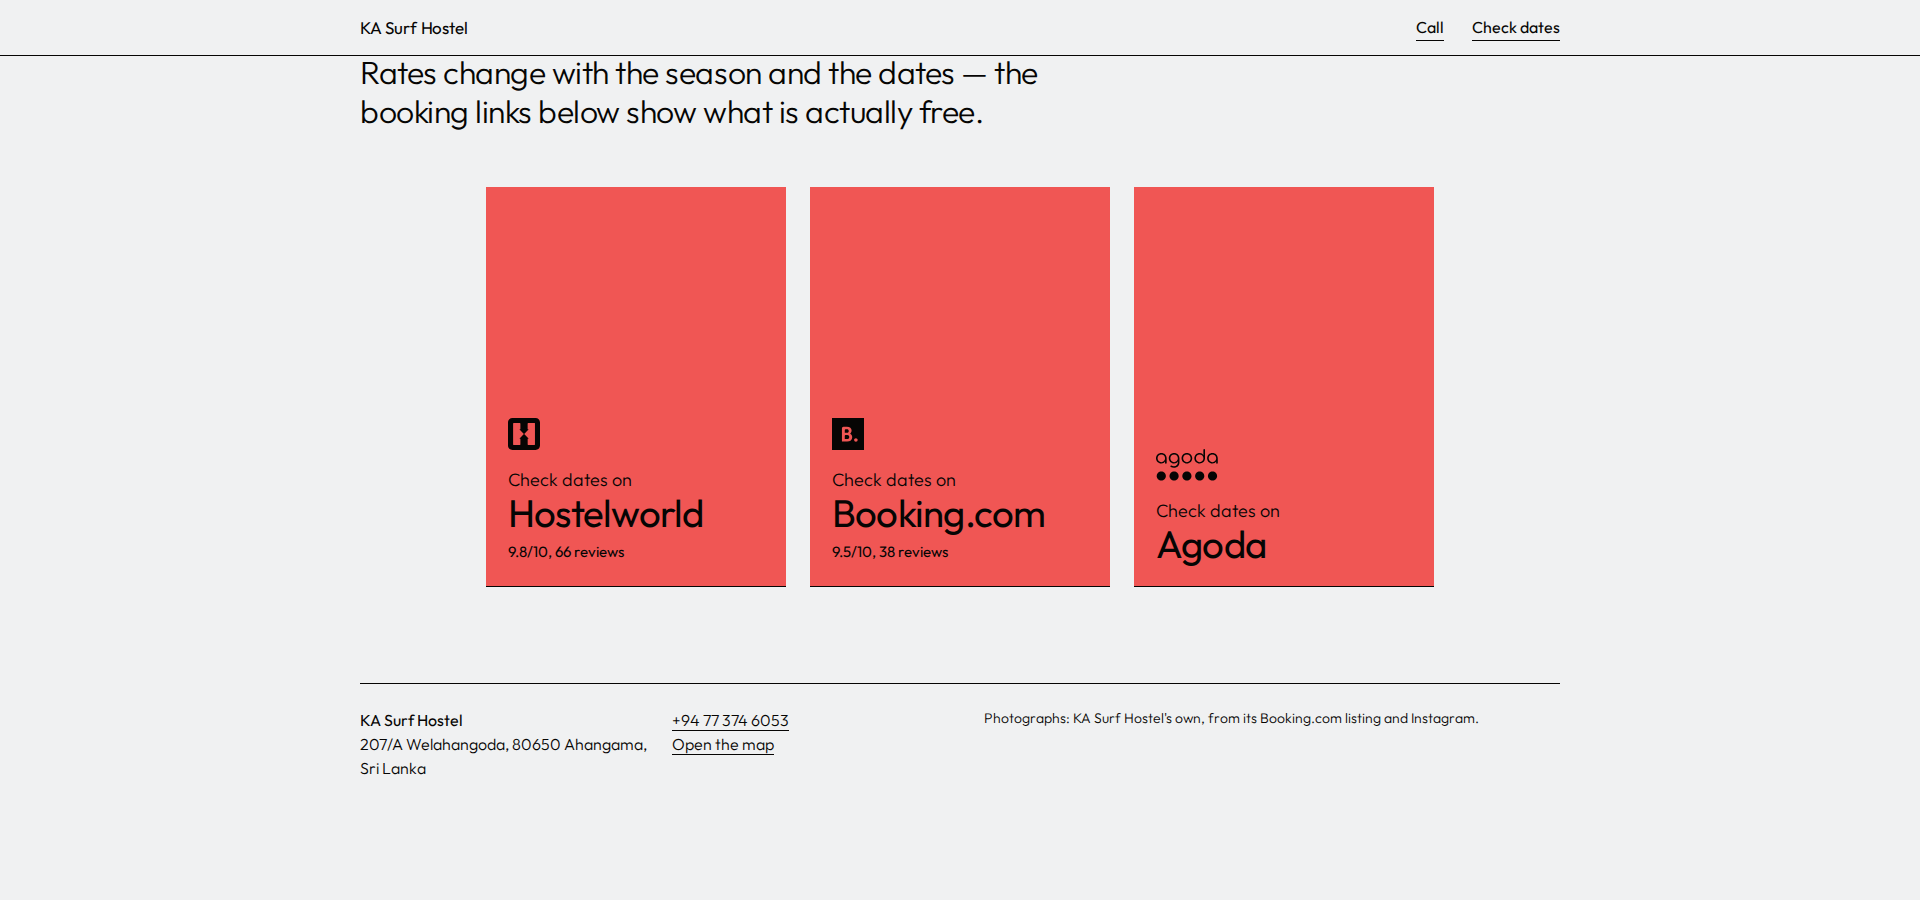 KA Surf Hostel
Call
Check dates
Rates change with the season and the dates — the
booking links below show what is actually free.
Check dates on
Hostelworld
9.8/10, 66 reviews
B.
Check dates on
Booking.com
9.5/10, 38 reviews
agoda
Check dates on
Agoda
KA Surf Hostel
207/A Welahangoda, 80650 Ahangama,
Sri Lanka
+94 77 374 6053
Open the map
Photographs: KA Surf Hostel's own, from its Booking.com listing and Instagram.